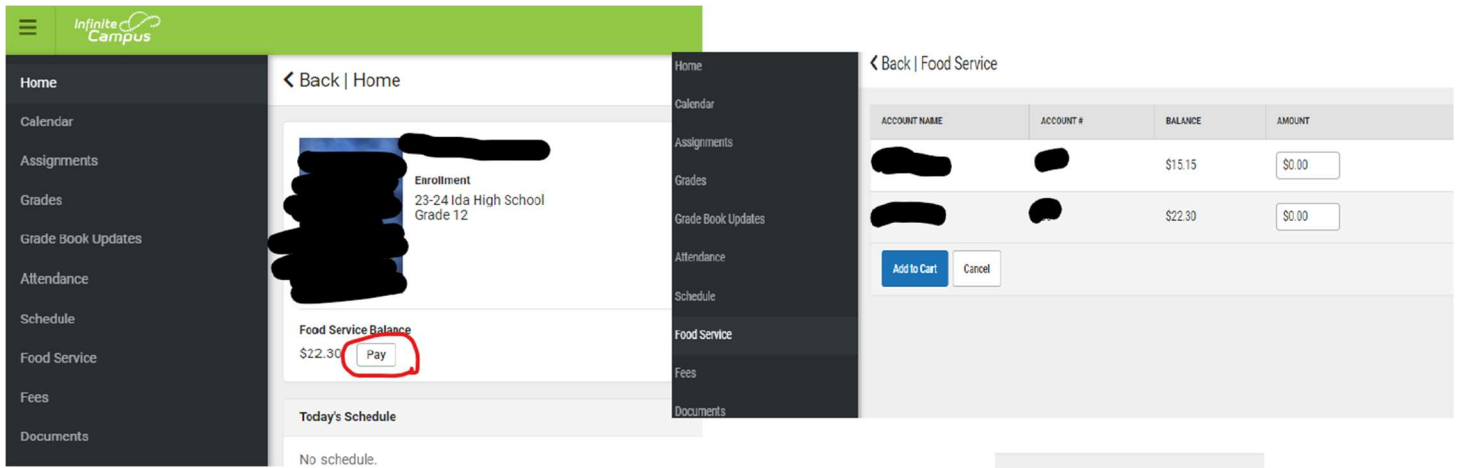 Infinite
Campus
Home
Calendar
Assignments
Grades
Grade Book Updates
Attendance
Schedule
Food Service
Fees
Documents
Back | Home
Enrollment
23-24 Ida High School
Grade 12
Food Service Balance
$22.30 Pay
Today's Schedule
No schedule.
Home
Calendar
Assignments
Grades
Grade Book Updates
Attendance
Schedule
Food Service
Fees
Documents
Back | Food Service
ACCOUNT NAME ACCOUNT # BALANCE AMOUNT
$15.15 $0.00
$22.30 $0.00
Add to Cart Cancel